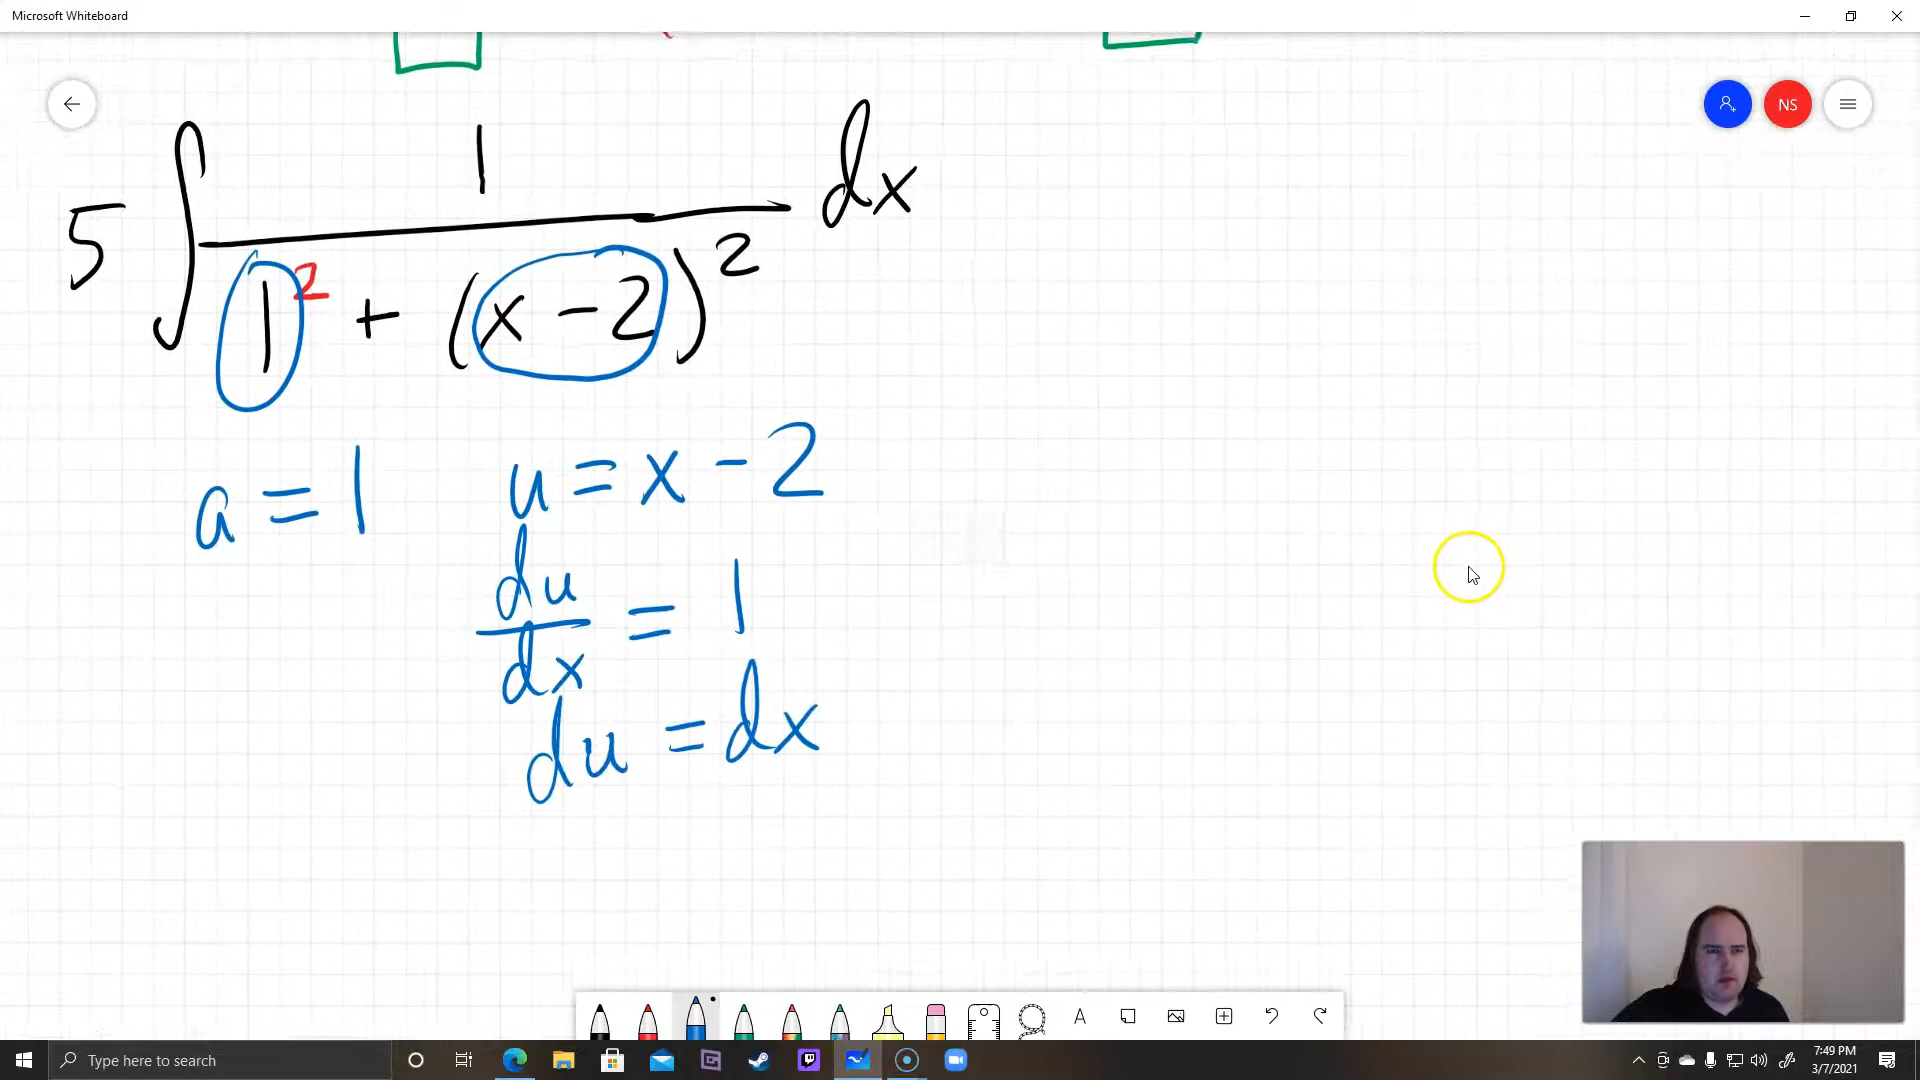 Microsoft Whiteboard
NS
5 ∫ 1 / (1² + (x - 2)²) dx
a = 1
u = x - 2
du/dx = 1
du = dx
A
Type here to search
7:49 PM
3/7/2021